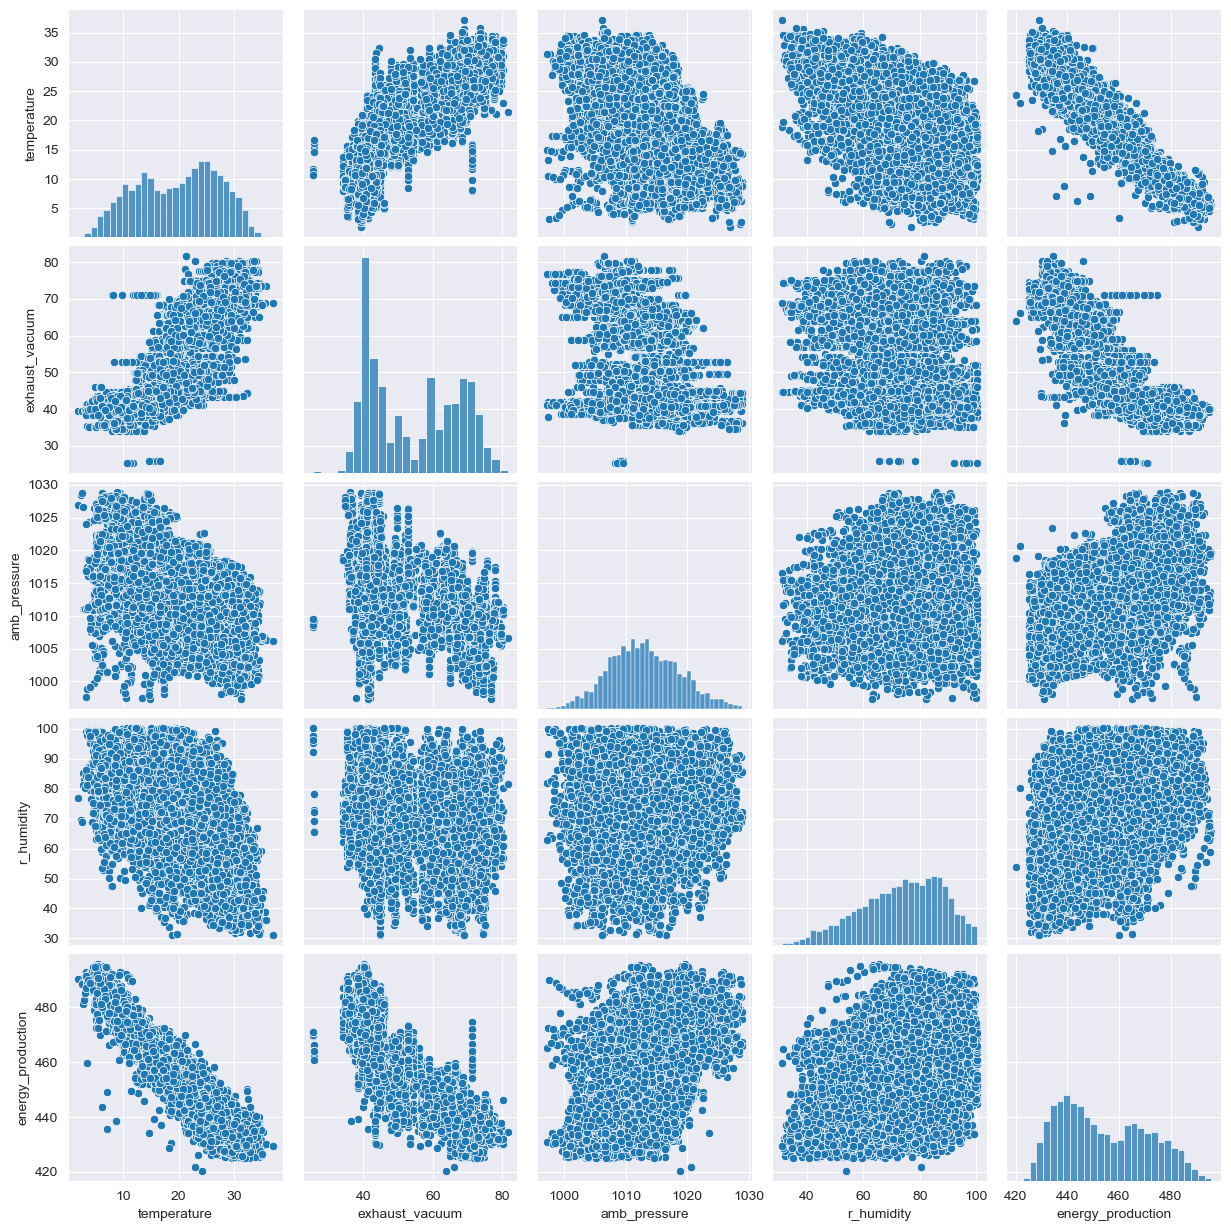 35
30
25
20
15
10
5
temperature
80
70
60
50
40
30
exhaust_vacuum
1030
1025
1020
1015
1010
1005
1000
amb_pressure
100
90
80
70
60
50
40
30
r_humidity
480
460
440
420
energy_production
10 20 30
40 60 80
1000 1010 1020 1030
40 60 80 100
420 440 460 480
temperature exhaust_vacuum amb_pressure r_humidity energy_production